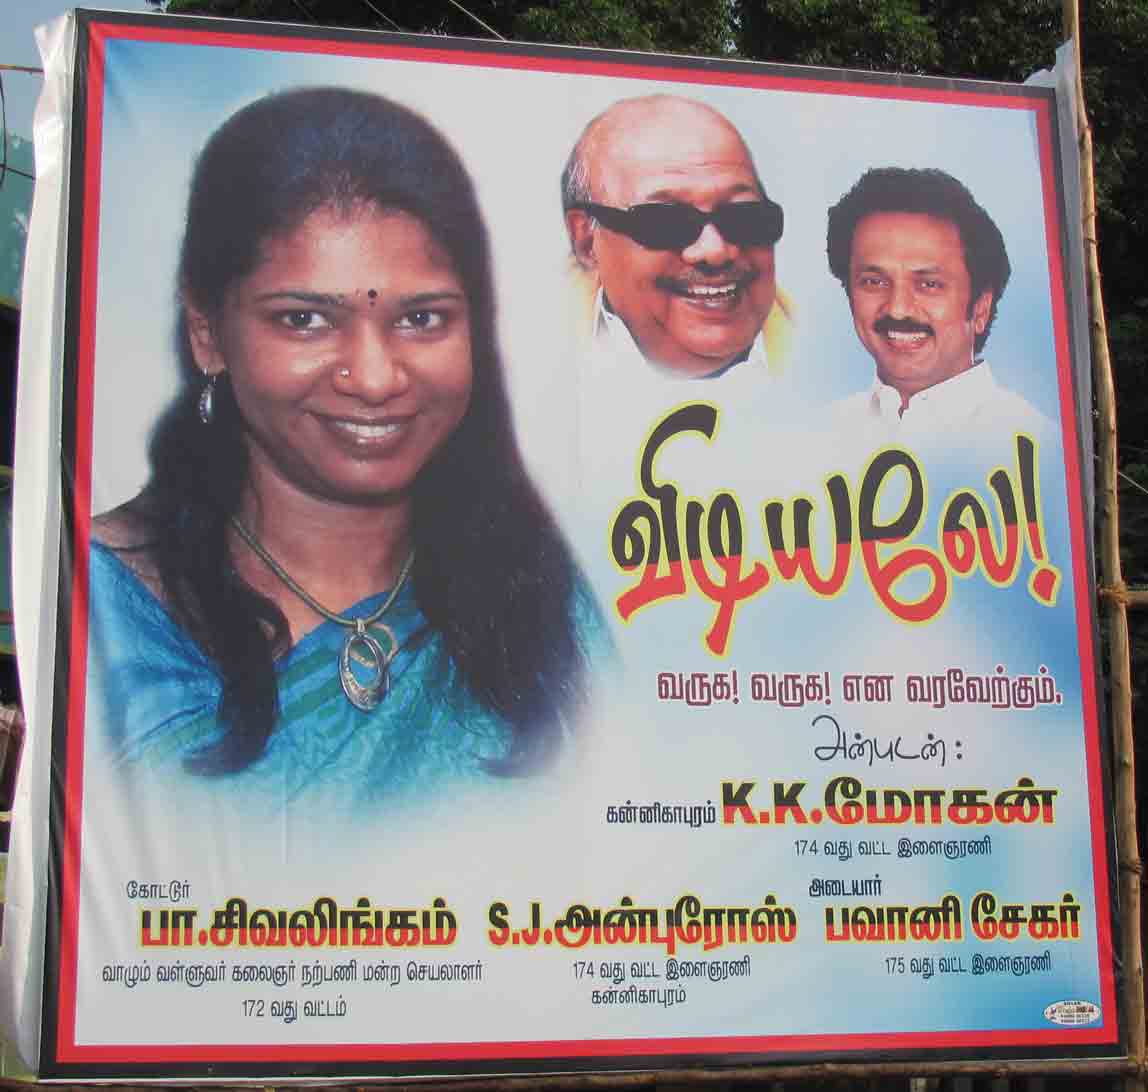 விடியலே!
வருக! வருக! என வரவேற்கும்.
அன்புடன் :
கன்னிகாபுரம் K.K.மோகன்
174 வது வட்ட இளைஞரணி
கோட்டூர்
பா.சிவலிங்கம்
வாழும் வள்ளுவர் கலைஞர் நற்பணி மன்ற செயலாளர்
172 வது வட்டம்
S.J.அன்புரோஸ்
174 வது வட்ட இளைஞரணி
கன்னிகாபுரம்
அடையார்
பவானி சேகர்
175 வது வட்ட இளைஞரணி